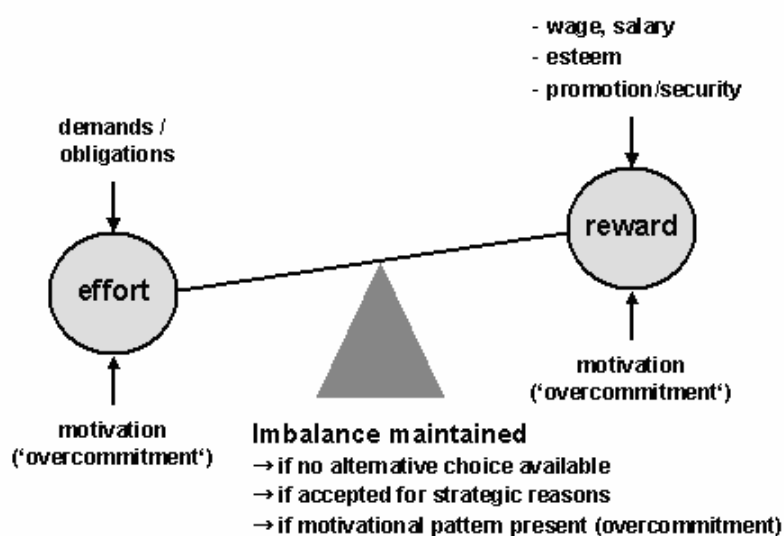 - wage, salary
- esteem
- promotion/security
demands /
obligations
reward
effort
motivation
(‘overcommitment‘)
motivation
(‘overcommitment‘)
Imbalance maintained
→ if no alternative choice available
→ if accepted for strategic reasons
→ if motivational pattern present (overcommitment)